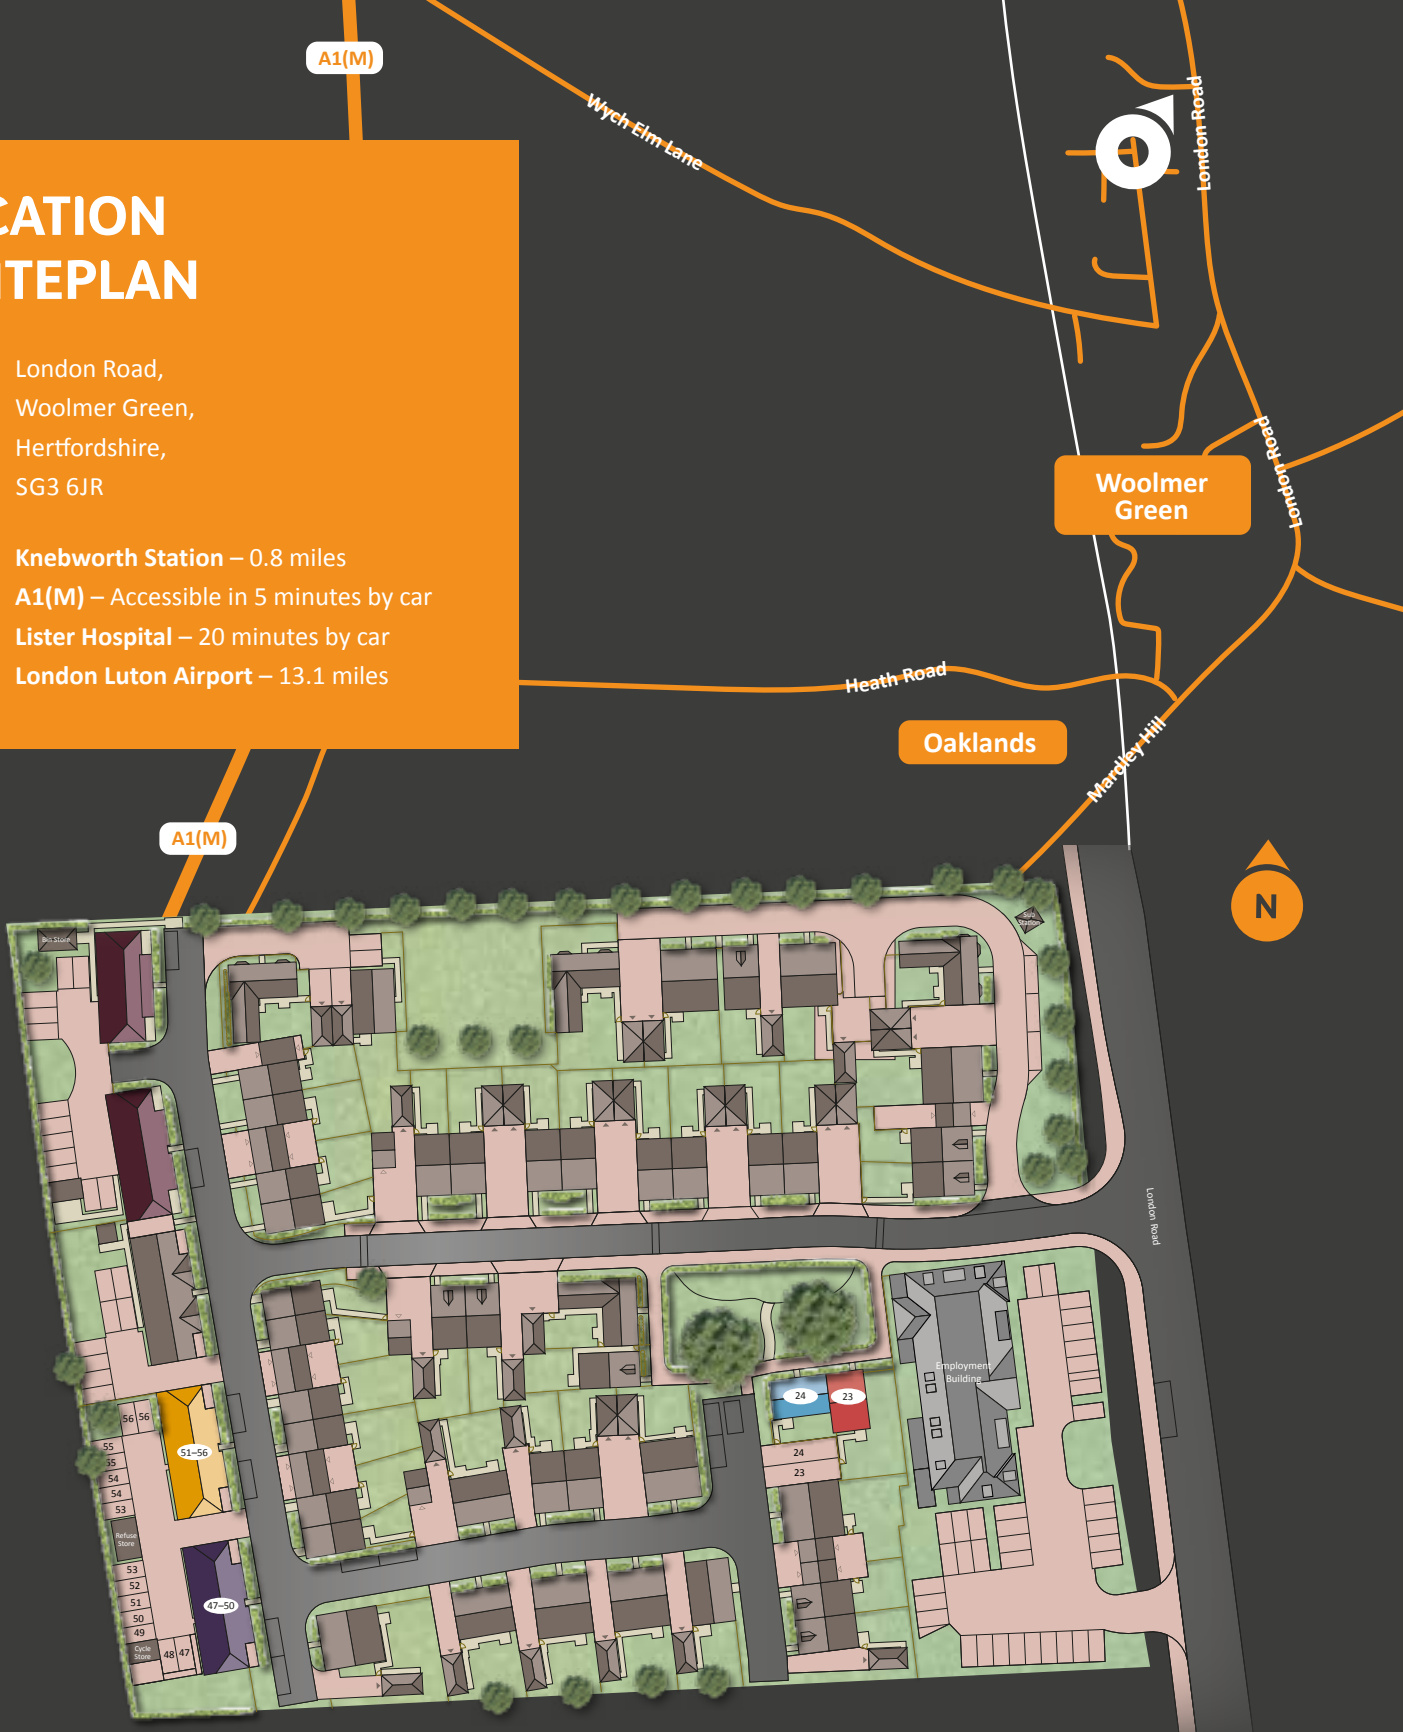 A1(M)
Wych Elm Lane
London Road
CATION
ITEPLAN
London Road,
Woolmer Green,
Hertfordshire,
SG3 6JR
Knebworth Station – 0.8 miles
A1(M) – Accessible in 5 minutes by car
Lister Hospital – 20 minutes by car
London Luton Airport – 13.1 miles
London Road
Woolmer
Green
Heath Road
Oaklands
Mardley Hill
A1(M)
N
Bin Store
Sub
Station
London Road
Employment
Building
24
23
24
23
56
56
51–56
55
55
54
54
53
Refuse
Store
53
52
51
50
49
47–50
Cycle
Store
48
47